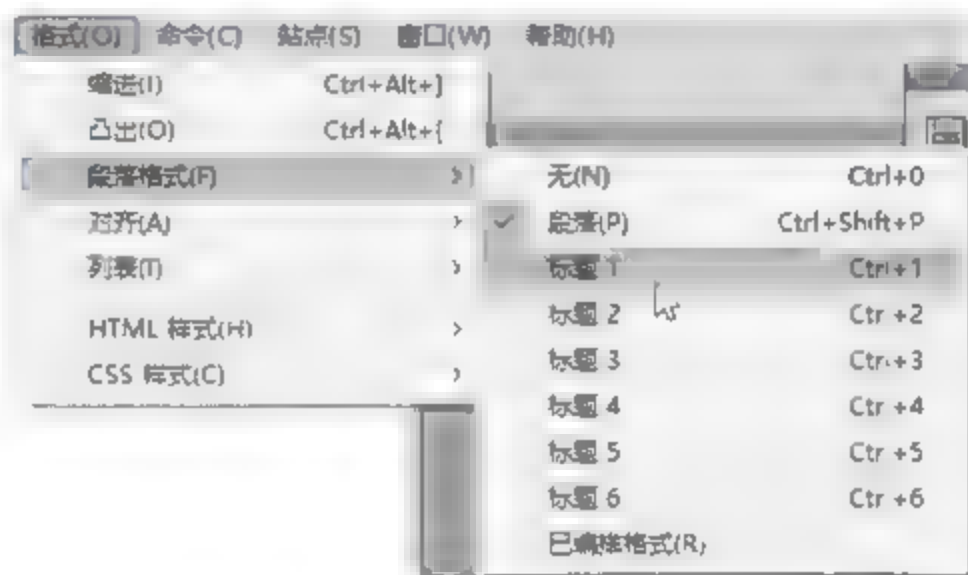 格式(O) 命令(C) 站点(S) 窗口(W) 帮助(H)
缩进(I) Ctrl+Alt+]
凸出(O) Ctrl+Alt+[
段落格式(F)
对齐(A)
列表(T)
HTML 样式(H)
CSS 样式(C)
无(N) Ctrl+0
段落(P) Ctrl+Shift+P
标题 1 Ctrl+1
标题 2 Ctrl+2
标题 3 Ctrl+3
标题 4 Ctrl+4
标题 5 Ctrl+5
标题 6 Ctrl+6
已编排格式(R)